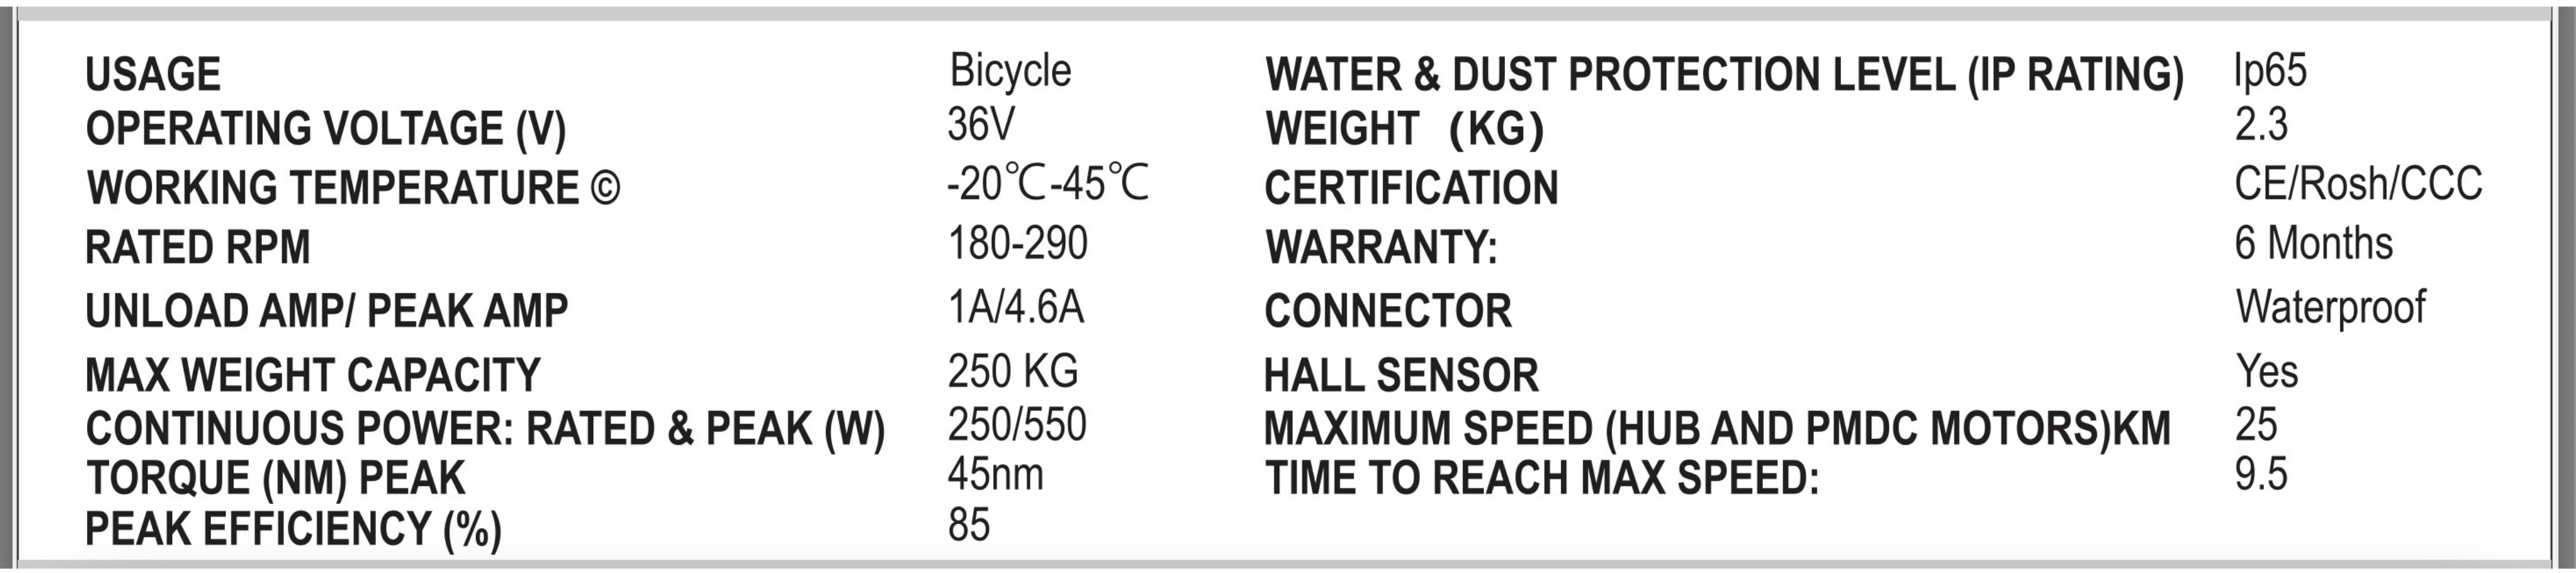 USAGE Bicycle WATER & DUST PROTECTION LEVEL (IP RATING) Ip65
OPERATING VOLTAGE (V) 36V WEIGHT (KG) 2.3
WORKING TEMPERATURE © -20℃-45℃ CERTIFICATION CE/Rosh/CCC
RATED RPM 180-290 WARRANTY: 6 Months
UNLOAD AMP/ PEAK AMP 1A/4.6A CONNECTOR Waterproof
MAX WEIGHT CAPACITY 250 KG HALL SENSOR Yes
CONTINUOUS POWER: RATED & PEAK (W) 250/550 MAXIMUM SPEED (HUB AND PMDC MOTORS)KM 25
TORQUE (NM) PEAK 45nm TIME TO REACH MAX SPEED: 9.5
PEAK EFFICIENCY (%) 85